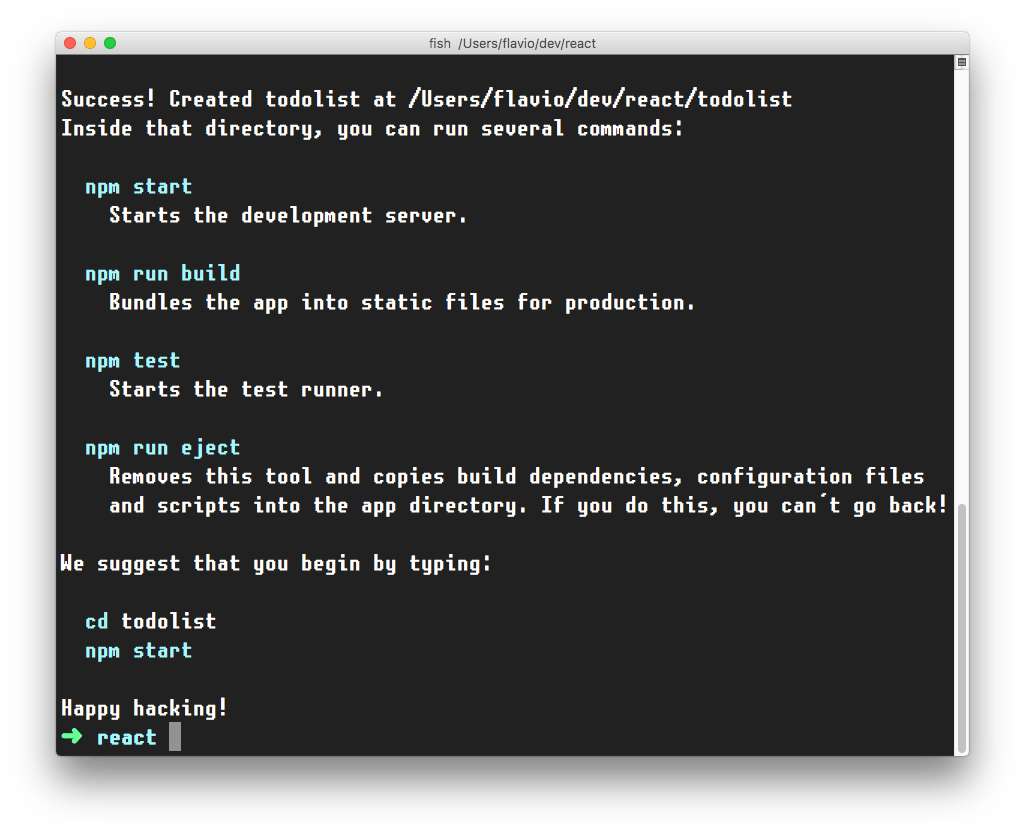 fish /Users/flavio/dev/react
Success! Created todolist at /Users/flavio/dev/react/todolist
Inside that directory, you can run several commands:
npm start
Starts the development server.
npm run build
Bundles the app into static files for production.
npm test
Starts the test runner.
npm run eject
Removes this tool and copies build dependencies, configuration files
and scripts into the app directory. If you do this, you can´t go back!
We suggest that you begin by typing:
cd todolist
npm start
Happy hacking!
➜ react